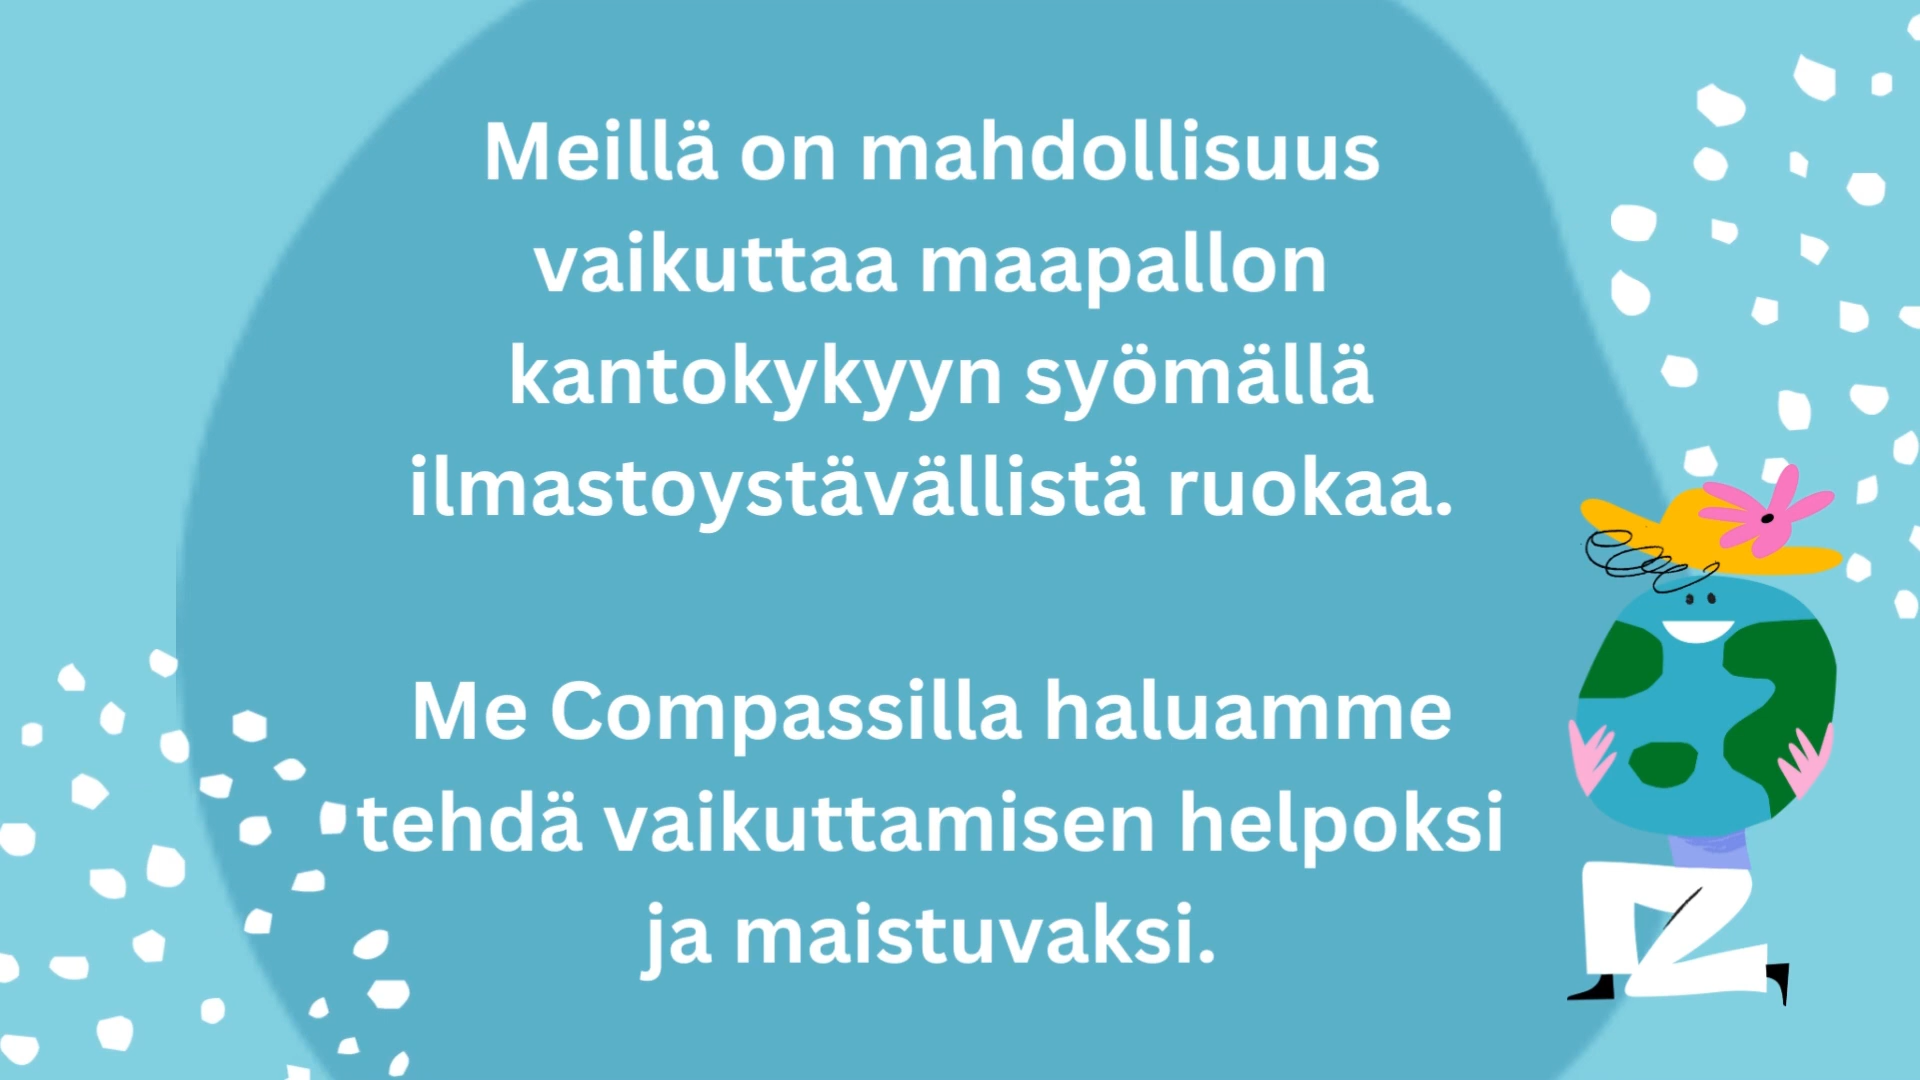 Meillä on mahdollisuus
vaikuttaa maapallon
kantokykyyn syömällä
ilmastoystävällistä ruokaa.
Me Compassilla haluamme
tehdä vaikuttamisen helpoksi
ja maistuvaksi.